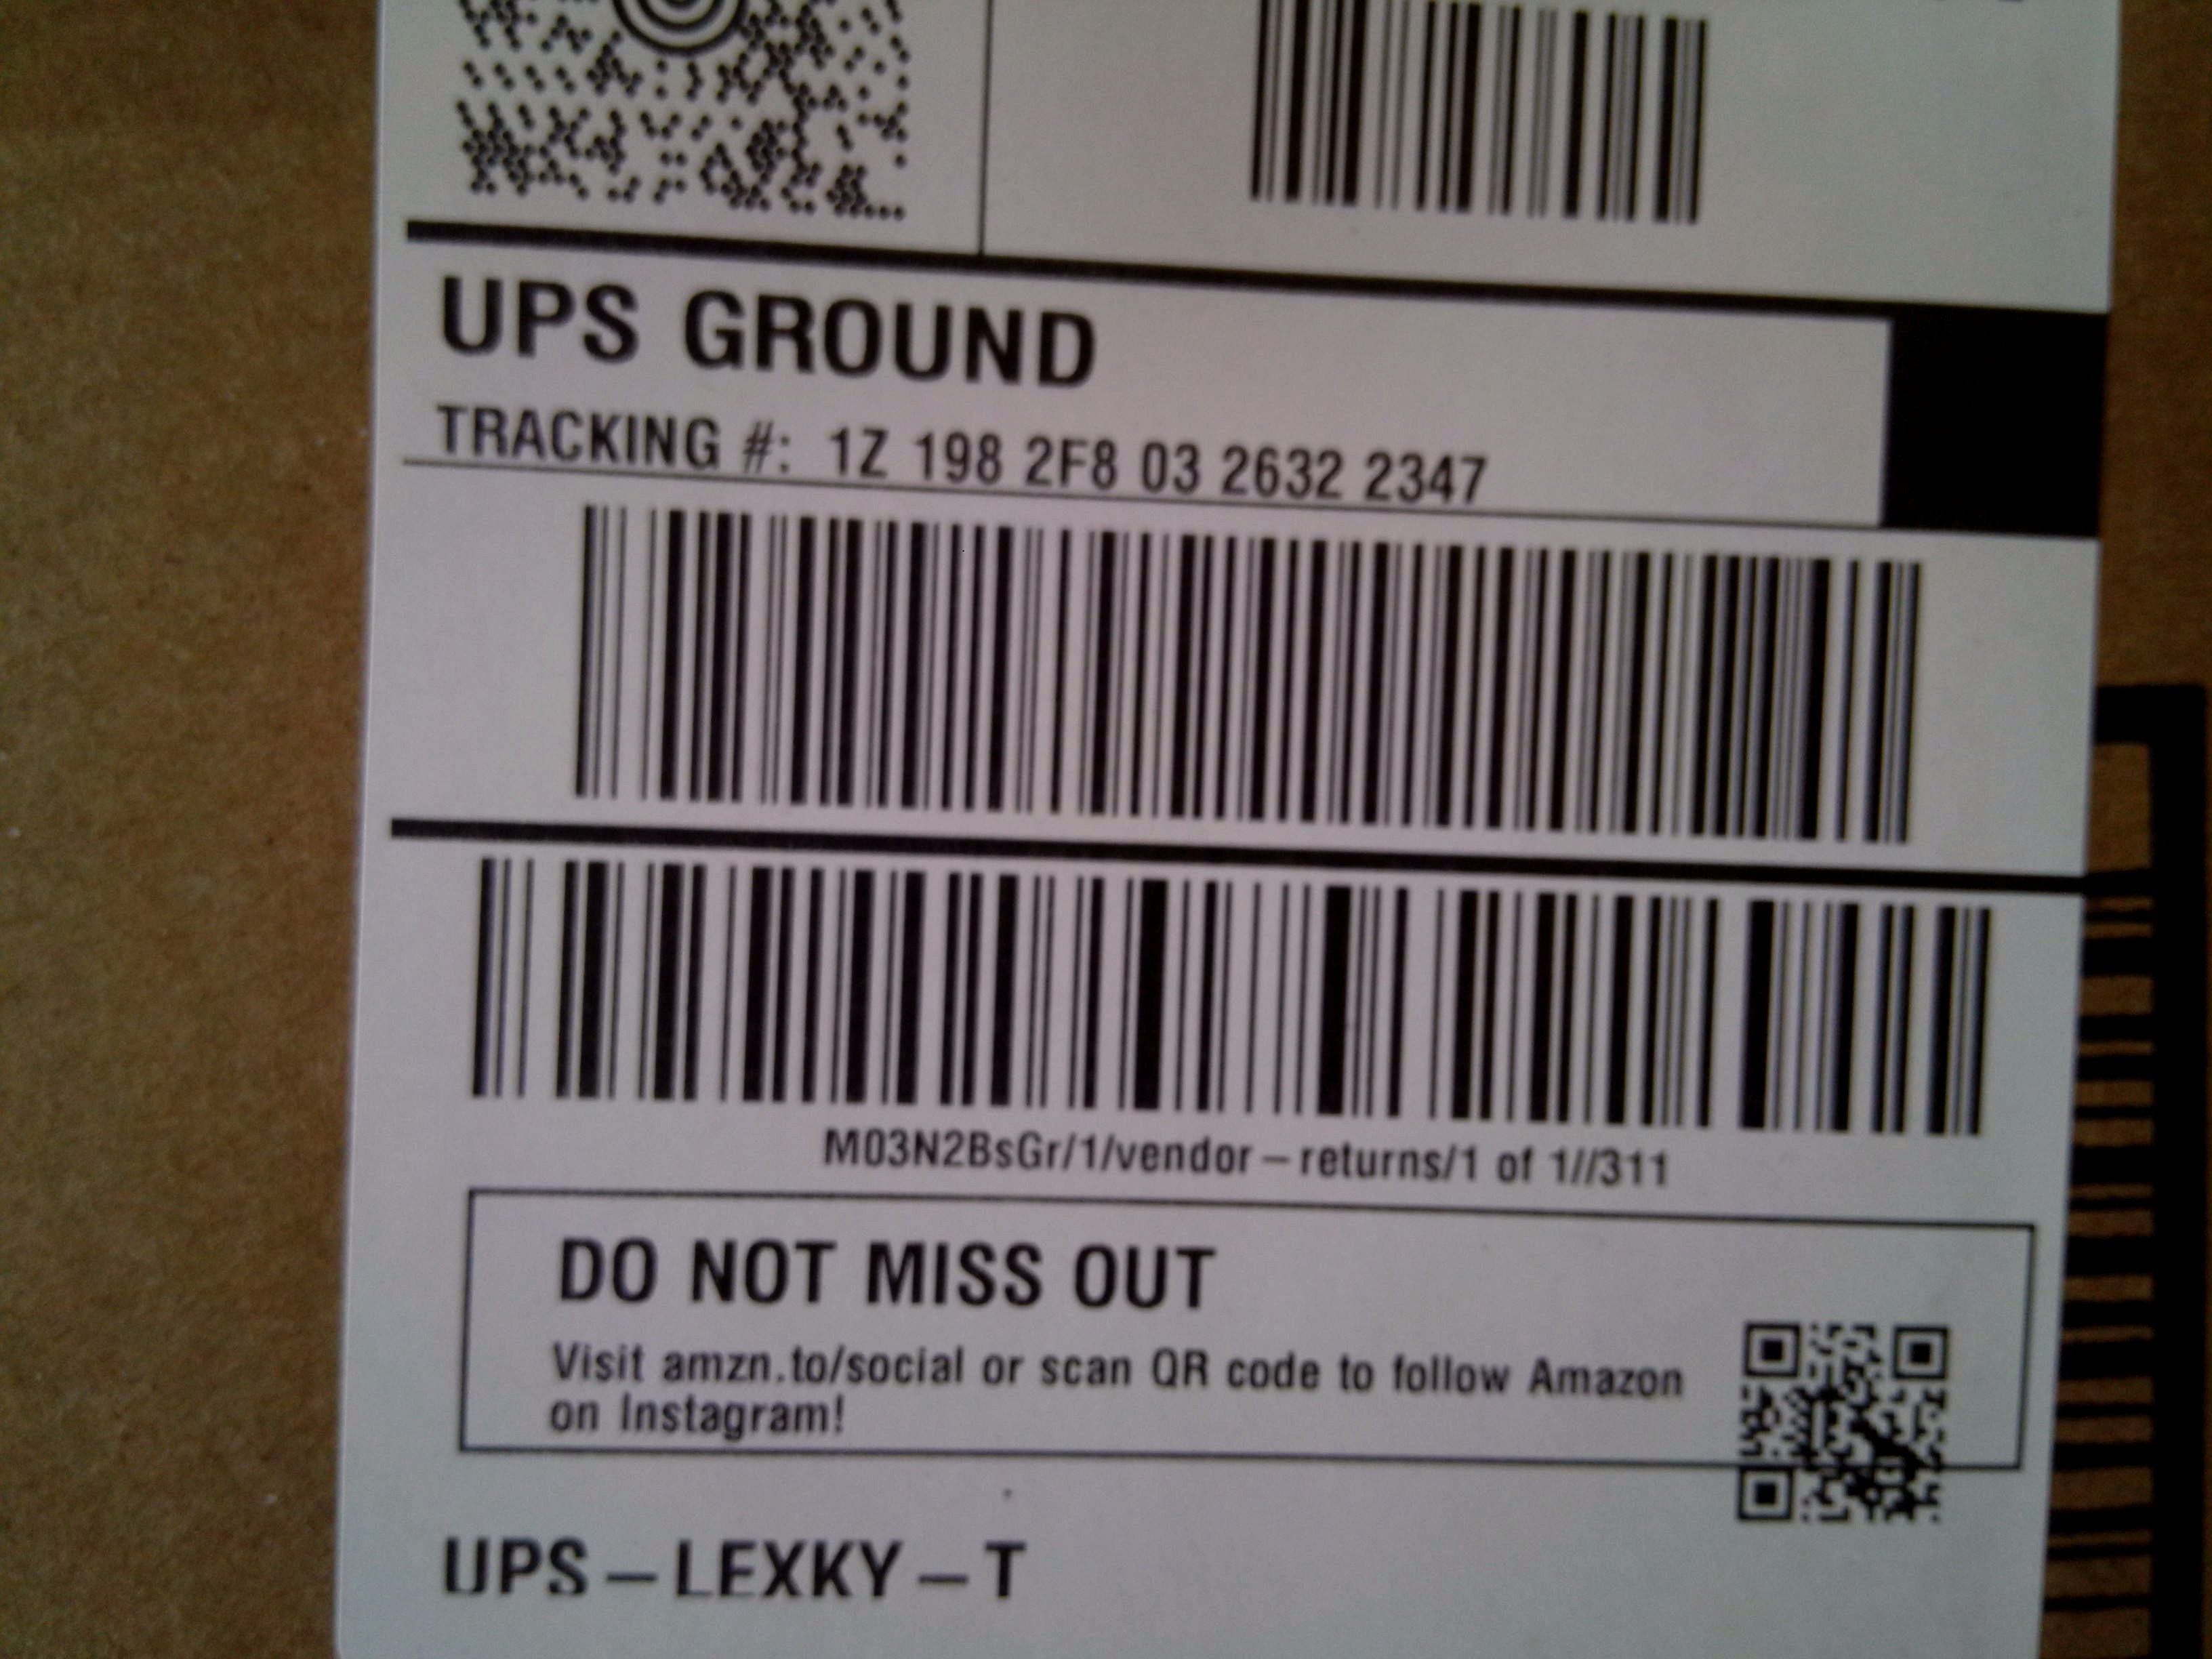 UPS GROUND
TRACKING #: 1Z 198 2F8 03 2632 2347
M03N2BsGr/1/vendor-returns/1 of 1//311
DO NOT MISS OUT
Visit amzn.to/social or scan QR code to follow Amazon
on Instagram!
UPS-LEXKY-T